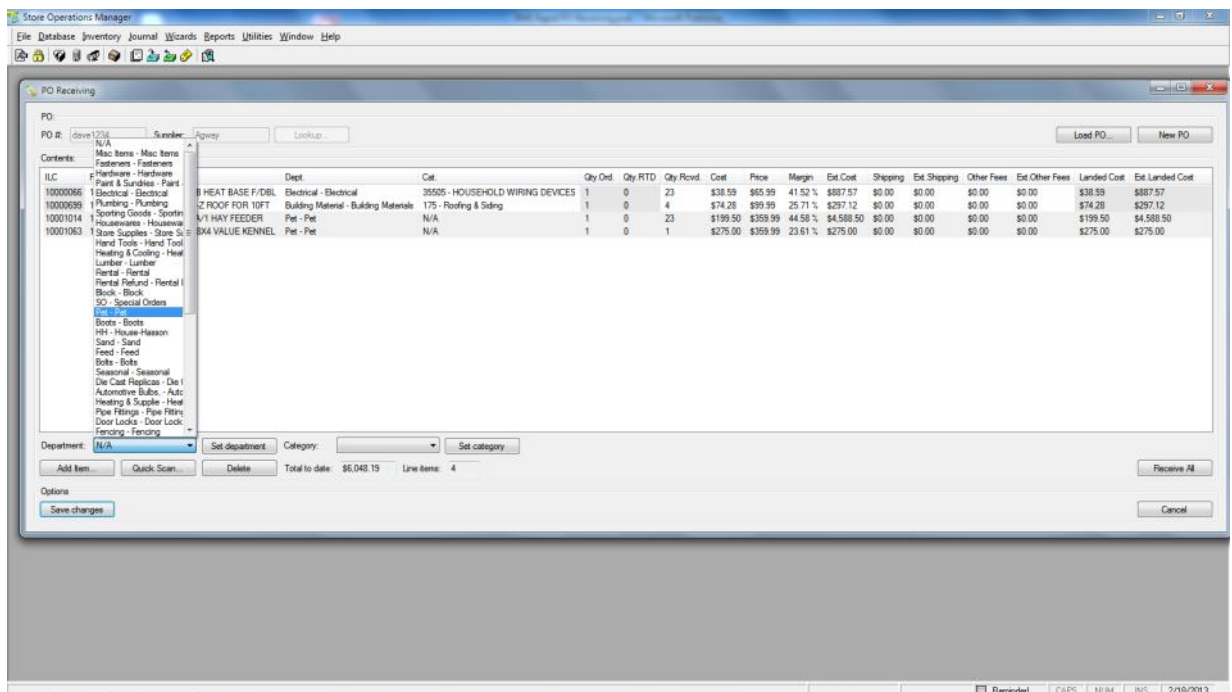 Store Operations Manager
File Database Inventory Journal Wizards Reports Utilities Window Help
PO Receiving
PO:
PO #: dave1234 Supplier: Agway Lookup... Load PO... New PO
Contents:
ILC Dept. Cat. Qty.Ord. Qty.RTD Qty.Rcvd. Cost Price Margin Ext.Cost Shipping Ext.Shipping Other Fees Ext.Other Fees Landed Cost Ext.Landed Cost
10000066 HEAT BASE F/DBL Electrical - Electrical 35505 - HOUSEHOLD WIRING DEVICES 1 0 23 $38.59 $65.99 41.52 % $887.57 $0.00 $0.00 $0.00 $0.00 $38.59 $887.57
10000699 -Z ROOF FOR 10FT Building Material - Building Materials 175 - Roofing & Siding 1 0 4 $74.28 $99.99 25.71 % $297.12 $0.00 $0.00 $0.00 $0.00 $74.28 $297.12
10001014 /1 HAY FEEDER Pet - Pet N/A 1 0 23 $199.50 $359.99 44.58 % $4,588.50 $0.00 $0.00 $0.00 $0.00 $199.50 $4,588.50
10001063 8X4 VALUE KENNEL Pet - Pet N/A 1 0 1 $275.00 $359.99 23.61 % $275.00 $0.00 $0.00 $0.00 $0.00 $275.00 $275.00
N/A
Misc Items - Misc Items
Fasteners - Fasteners
Hardware - Hardware
Paint & Sundries - Paint
Electrical - Electrical
Plumbing - Plumbing
Sporting Goods - Sportin
Housewares - Housewa
Store Supplies - Store Su
Hand Tools - Hand Tool
Heating & Cooling - Heat
Lumber - Lumber
Rental - Rental
Rental Refund - Rental
Block - Block
SO - Special Orders
Pet - Pet
Boots - Boots
HH - House-Hasson
Sand - Sand
Feed - Feed
Bolts - Bolts
Seasonal - Seasonal
Die Cast Replicas - Die
Automotive Bulbs, - Auto
Heating & Supplie - Heat
Pipe Fittings - Pipe Fitting
Door Locks - Door Lock
Fencing - Fencing
Department: N/A Set department Category: Set category
Add Item... Quick Scan... Delete Total to date: $6,048.19 Line items: 4 Receive All
Options
Save changes Cancel
Reminded CAPS NUM INS 2/18/2013